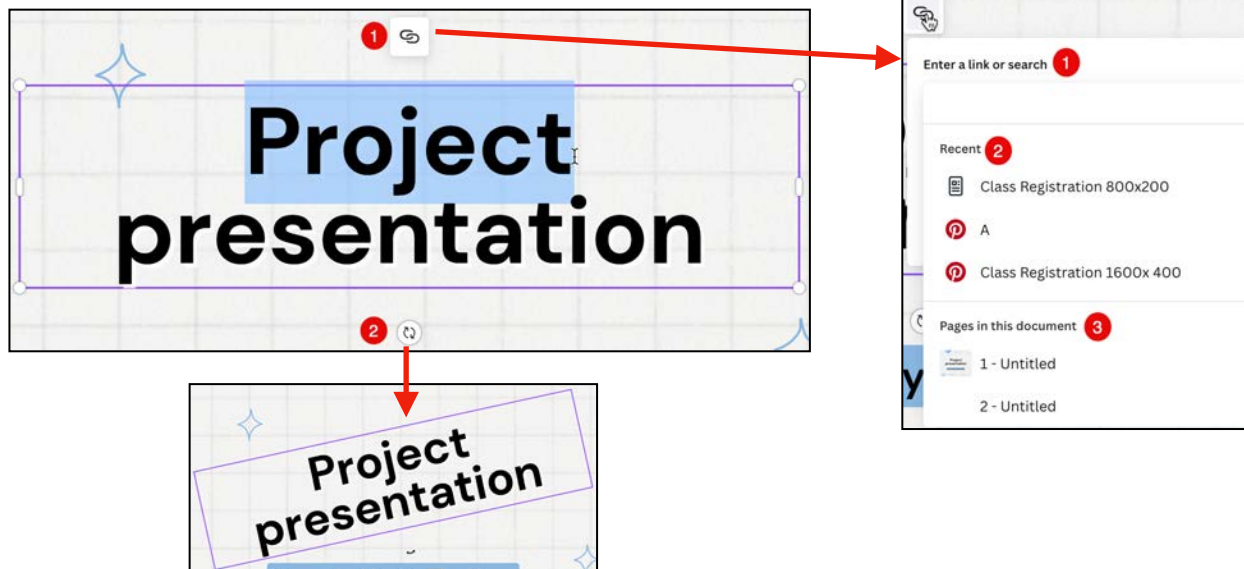 1
Project
presentation
2
Project
presentation
Enter a link or search 1
Recent 2
Class Registration 800x200
A
Class Registration 1600x 400
Pages in this document 3
1 - Untitled
2 - Untitled
y